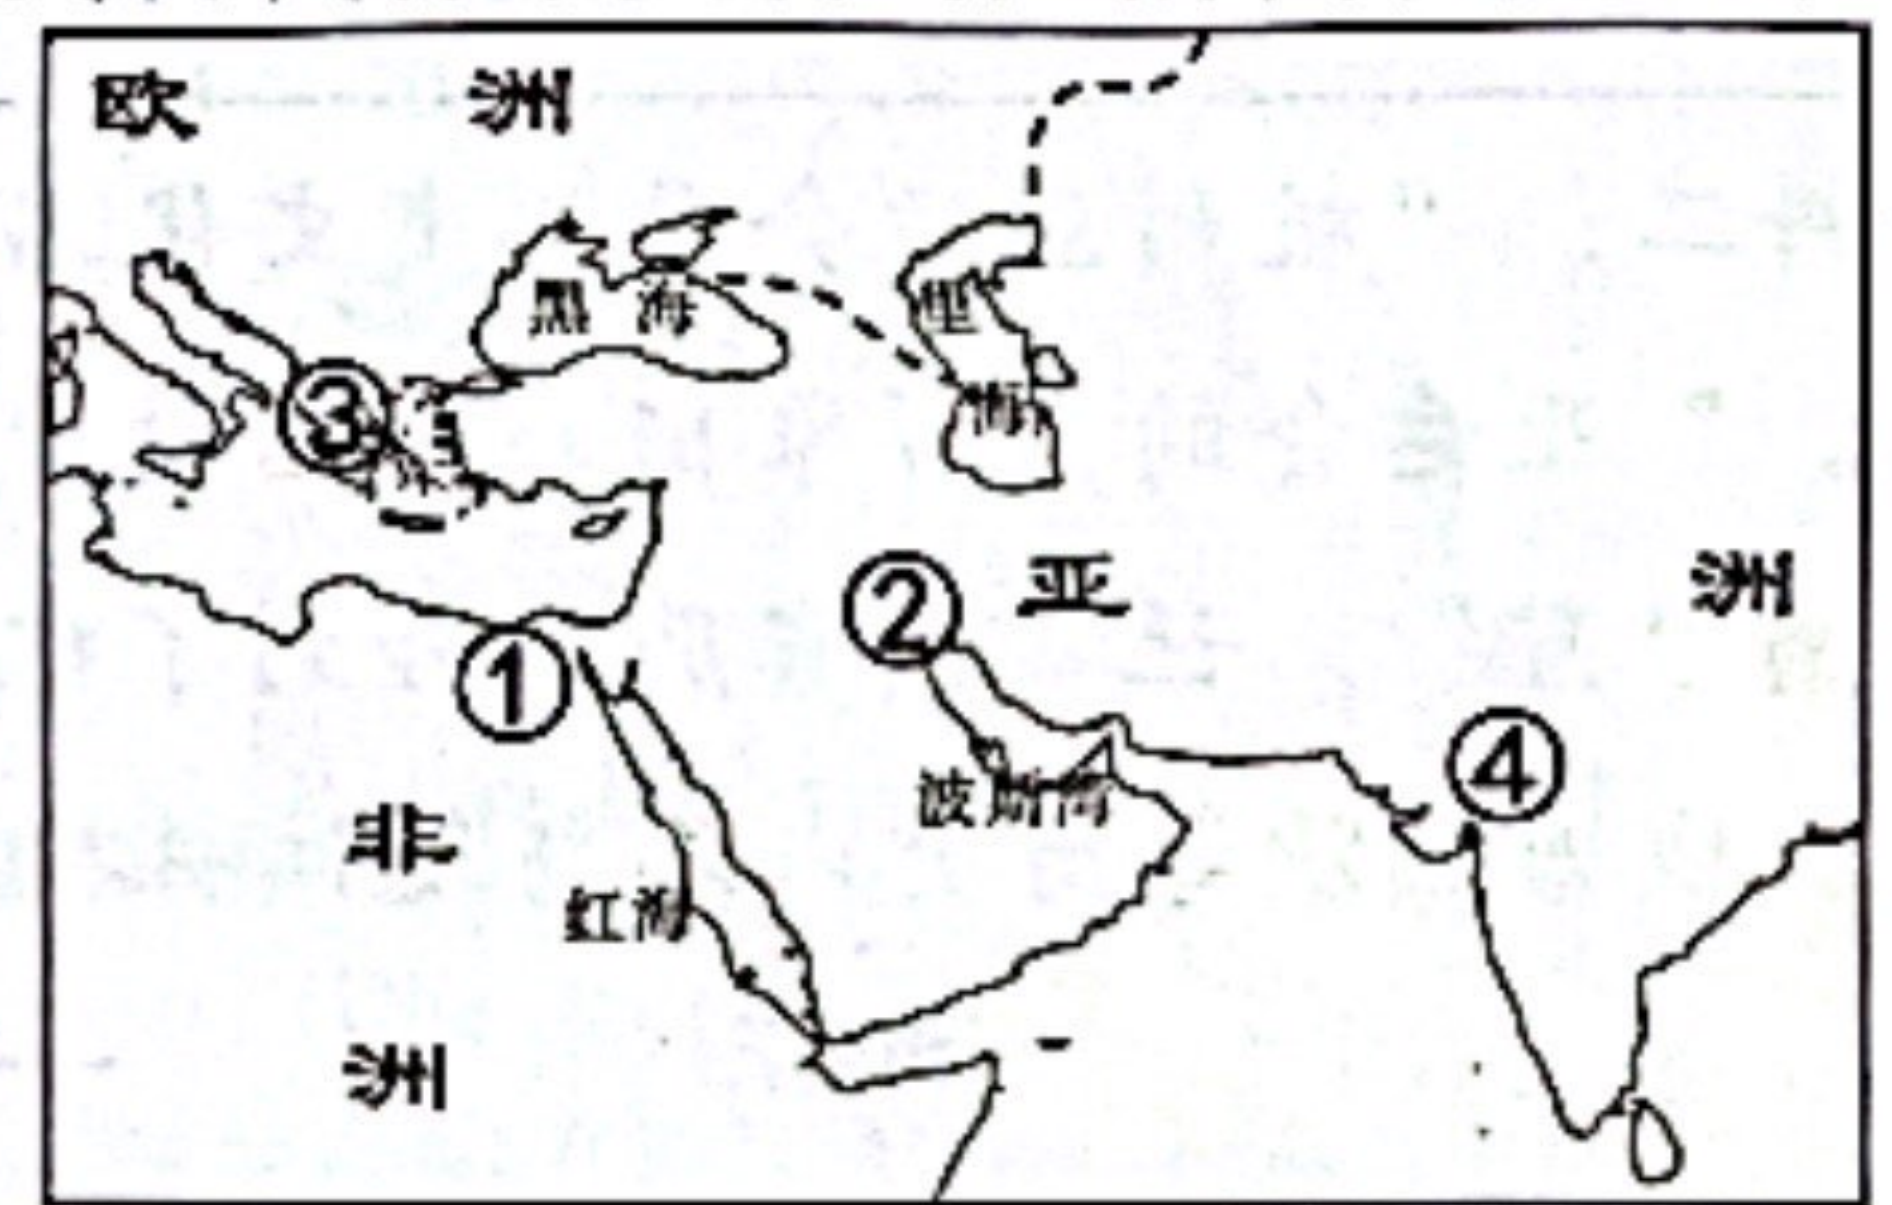 欧 洲
黑 海
里
海
③
②
亚 洲
①
④
波斯湾
非
洲
红海